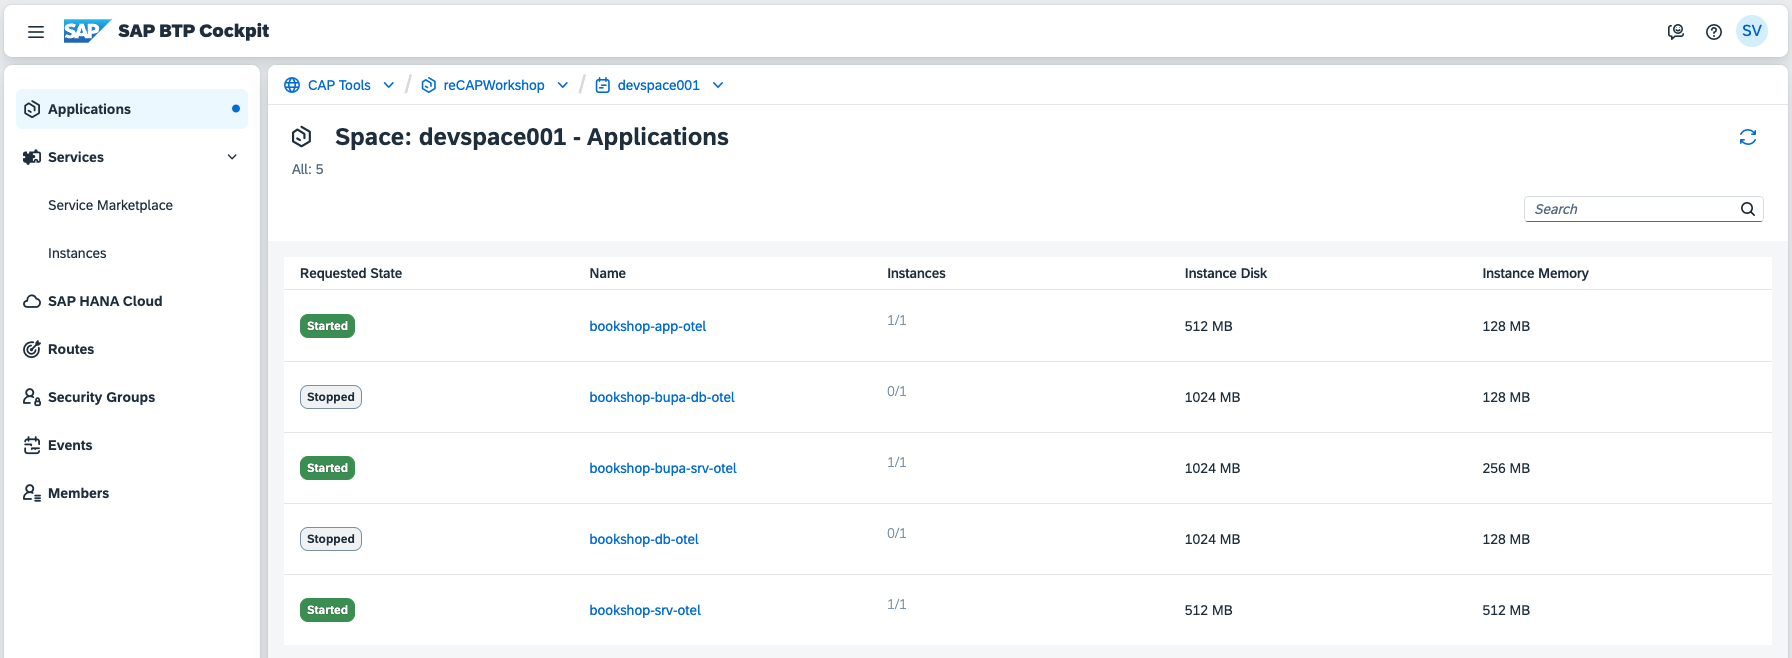 SAP SAP BTP Cockpit SV
CAP Tools / reCAPWorkshop / devspace001
Applications
Services
Service Marketplace
Instances
SAP HANA Cloud
Routes
Security Groups
Events
Members
Space: devspace001 - Applications
All: 5
Search
Requested State Name Instances Instance Disk Instance Memory
Started bookshop-app-otel 1/1 512 MB 128 MB
Stopped bookshop-bupa-db-otel 0/1 1024 MB 128 MB
Started bookshop-bupa-srv-otel 1/1 1024 MB 256 MB
Stopped bookshop-db-otel 0/1 1024 MB 128 MB
Started bookshop-srv-otel 1/1 512 MB 512 MB